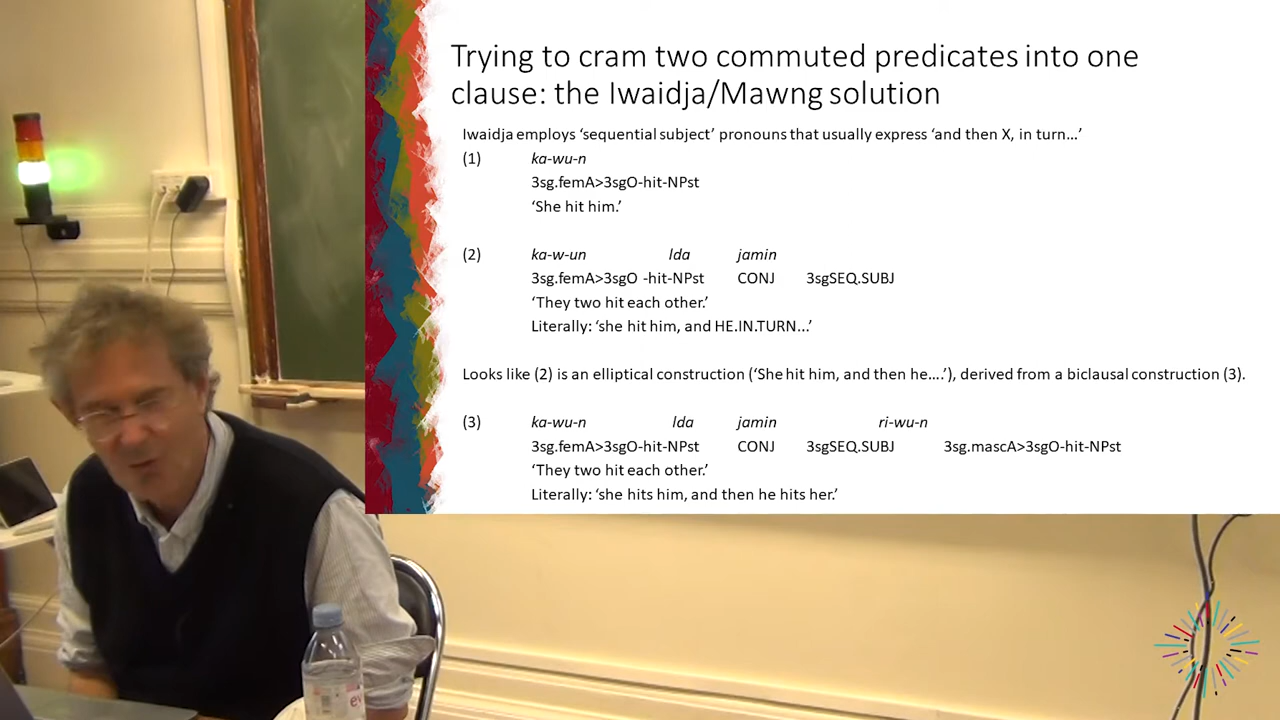 Trying to cram two commuted predicates into one
clause: the Iwaidja/Mawng solution
Iwaidja employs ‘sequential subject’ pronouns that usually express ‘and then X, in turn…’
(1) ka-wu-n
3sg.femA>3sgO-hit-NPst
‘She hit him.’
(2) ka-w-un lda jamin
3sg.femA>3sgO -hit-NPst CONJ 3sgSEQ.SUBJ
‘They two hit each other.’
Literally: ‘she hit him, and HE.IN.TURN…’
Looks like (2) is an elliptical construction (‘She hit him, and then he….’), derived from a biclausal construction (3).
(3) ka-wu-n lda jamin ri-wu-n
3sg.femA>3sgO-hit-NPst CONJ 3sgSEQ.SUBJ 3sg.mascA>3sgO-hit-NPst
‘They two hit each other.’
Literally: ‘she hits him, and then he hits her.’
ev